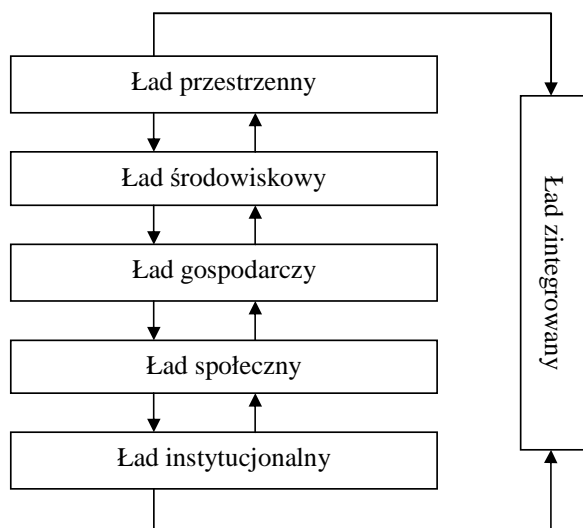 Ład przestrzenny
Ład środowiskowy
Ład gospodarczy
Ład społeczny
Ład instytucjonalny
Ład zintegrowany